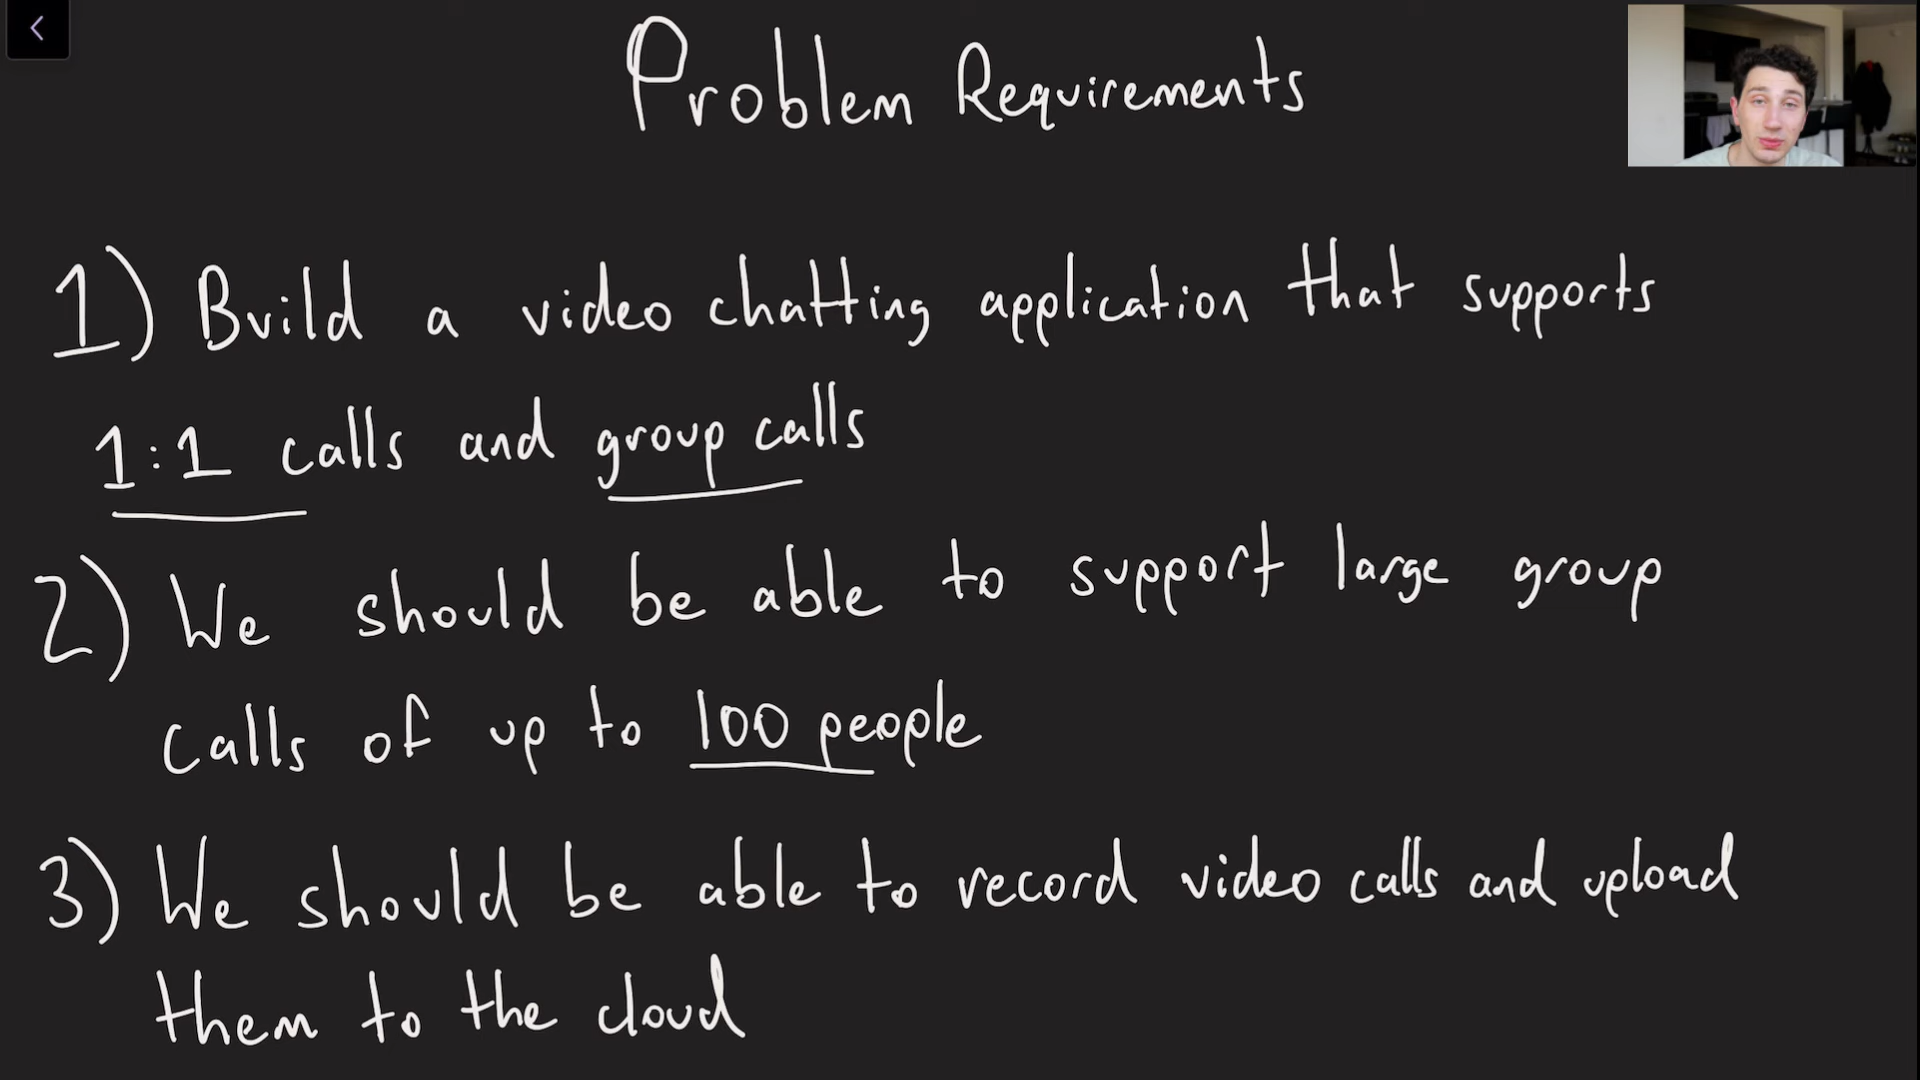 Problem Requirements
1) Build a video chatting application that supports
1:1 calls and group calls
2) We should be able to support large group
calls of up to 100 people
3) We should be able to record video calls and upload
them to the cloud